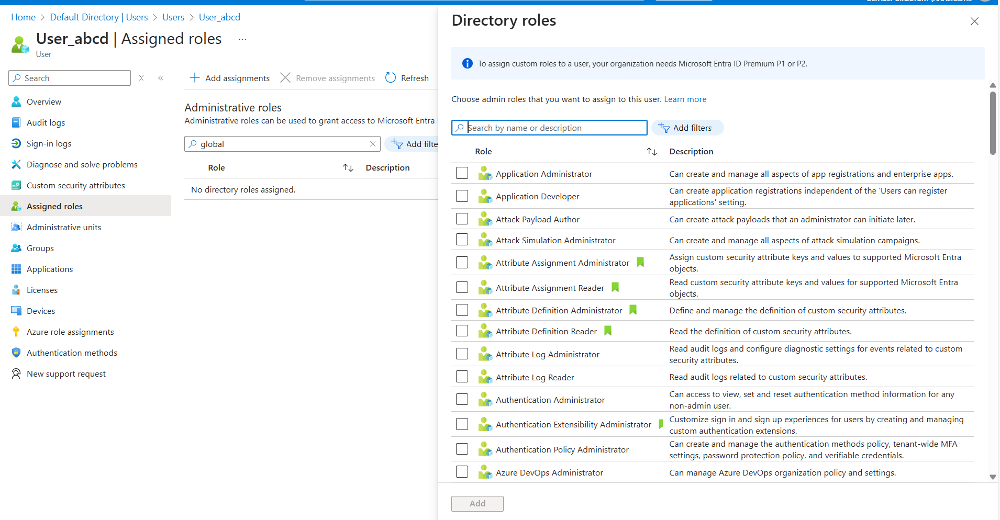 Home > Default Directory | Users > Users > User_abcd
User_abcd | Assigned roles ...
User
Search
Overview
Audit logs
Sign-in logs
Diagnose and solve problems
Custom security attributes
Assigned roles
Administrative units
Groups
Applications
Licenses
Devices
Azure role assignments
Authentication methods
New support request
Add assignments Remove assignments Refresh
Administrative roles
Administrative roles can be used to grant access to Microsoft Entra
global Add filte
Role Description
No directory roles assigned.
Directory roles
To assign custom roles to a user, your organization needs Microsoft Entra ID Premium P1 or P2.
Choose admin roles that you want to assign to this user. Learn more
Search by name or description Add filters
Role Description
Application Administrator Can create and manage all aspects of app registrations and enterprise apps.
Application Developer Can create application registrations independent of the 'Users can register
applications' setting.
Attack Payload Author Can create attack payloads that an administrator can initiate later.
Attack Simulation Administrator Can create and manage all aspects of attack simulation campaigns.
Attribute Assignment Administrator Assign custom security attribute keys and values to supported Microsoft Entra
objects.
Attribute Assignment Reader Read custom security attribute keys and values for supported Microsoft Entra
objects.
Attribute Definition Administrator Define and manage the definition of custom security attributes.
Attribute Definition Reader Read the definition of custom security attributes.
Attribute Log Administrator Read audit logs and configure diagnostic settings for events related to custom
security attributes.
Attribute Log Reader Read audit logs related to custom security attributes.
Authentication Administrator Can access to view, set and reset authentication method information for any
non-admin user.
Authentication Extensibility Administrator Customize sign in and sign up experiences for users by creating and managing
custom authentication extensions.
Authentication Policy Administrator Can create and manage the authentication methods policy, tenant-wide MFA
settings, password protection policy, and verifiable credentials.
Azure DevOps Administrator Can manage Azure DevOps organization policy and settings.
Add